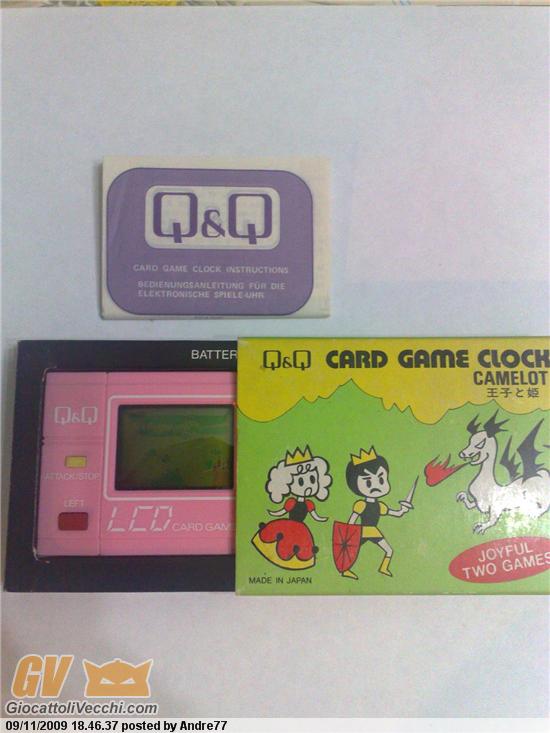 Q&Q
CARD GAME CLOCK INSTRUCTIONS
BEDIENUNGSANLEITUNG FÜR DIE
ELEKTRONISCHE SPIELE-UHR
BATTER
Q&Q
ATTACK/STOP
LEFT
LCD CARD GAME
Q&Q CARD GAME CLOCK
CAMELOT
王子と姫
MADE IN JAPAN
JOYFUL
TWO GAMES
GV
GiocattoliVecchi.com
09/11/2009 18.46.37 posted by Andre77